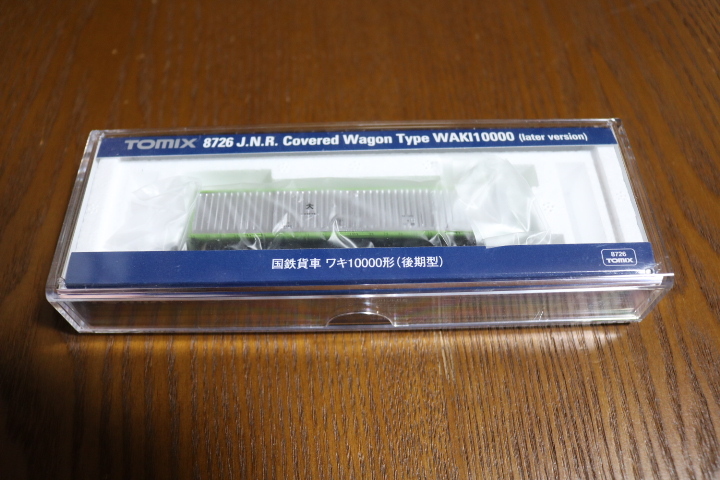 TOMIX 8726 J.N.R. Covered Wagon Type WAKI10000 (later version)
大
国鉄貨車 ワキ10000形(後期型)
8726
TOMIX